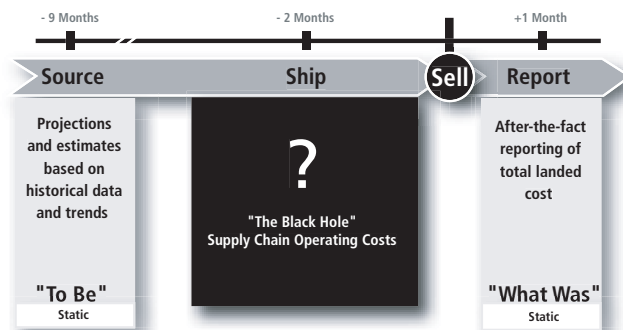 - 9 Months
- 2 Months
+1 Month
Source
Ship
Sell
Report
Projections
and estimates
based on
historical data
and trends
"To Be"
Static
?
"The Black Hole"
Supply Chain Operating Costs
After-the-fact
reporting of
total landed
cost
"What Was"
Static